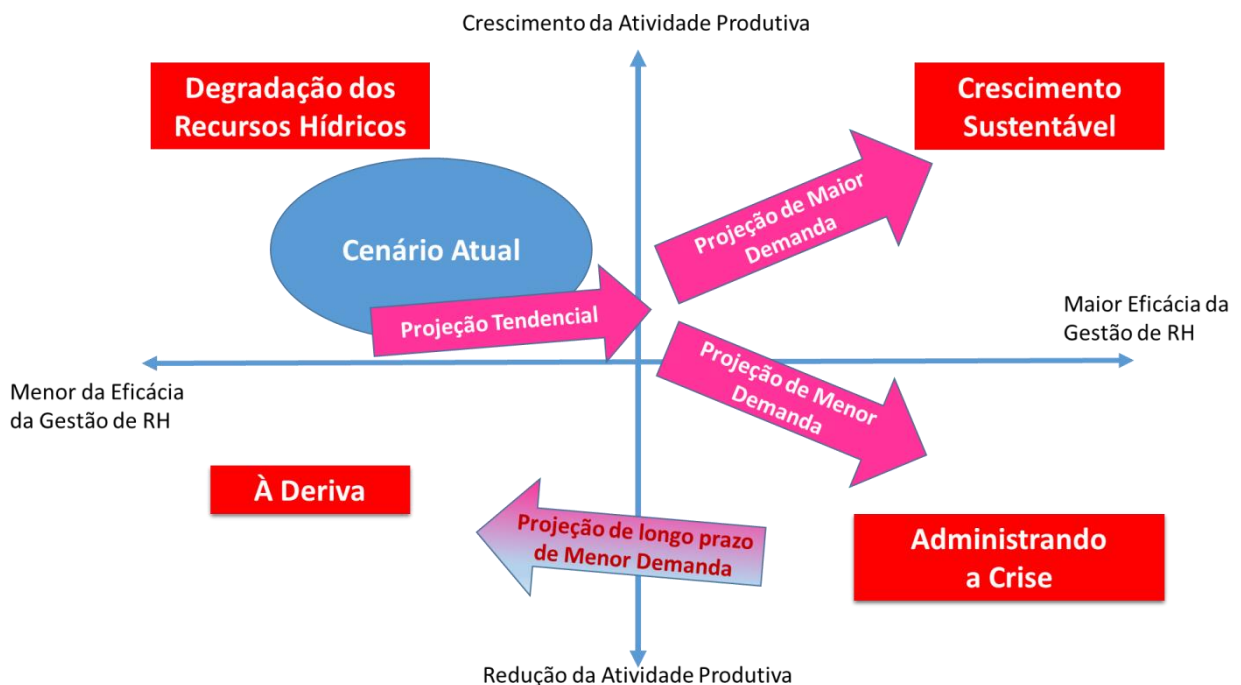 Crescimento da Atividade Produtiva
Degradação dos
Recursos Hídricos
Crescimento
Sustentável
Projeção de Maior
Demanda
Cenário Atual
Projeção Tendencial
Maior Eficácia da
Gestão de RH
Projeção de Menor
Demanda
Menor da Eficácia
da Gestão de RH
À Deriva
Projeção de longo prazo
de Menor Demanda
Administrando
a Crise
Redução da Atividade Produtiva